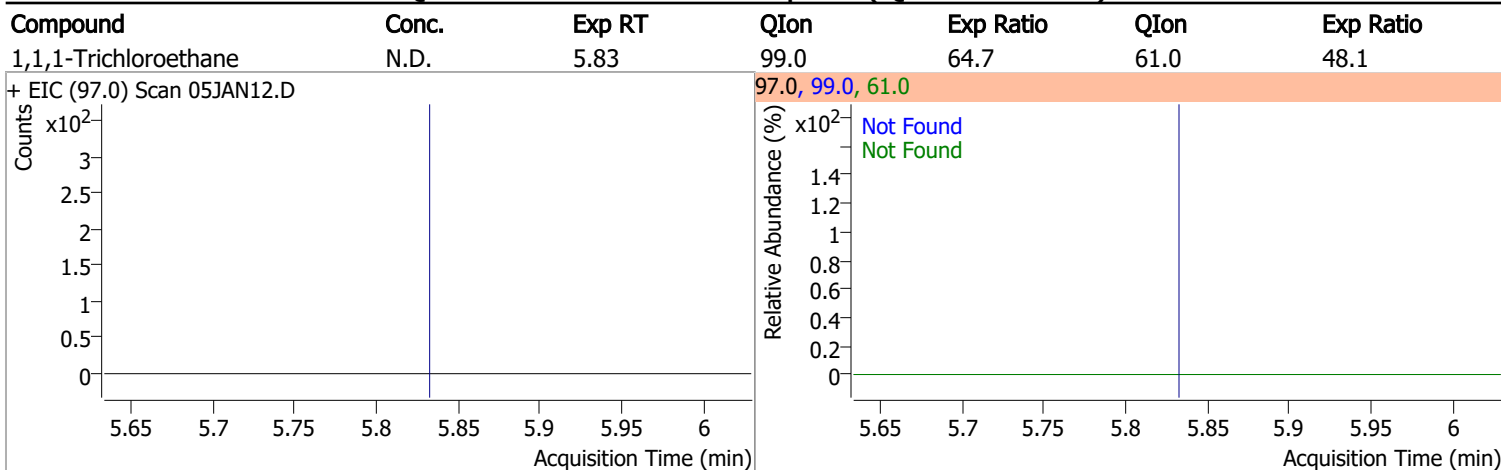 Compound Conc. Exp RT QIon Exp Ratio QIon Exp Ratio
1,1,1-Trichloroethane N.D. 5.83 99.0 64.7 61.0 48.1
+ EIC (97.0) Scan 05JAN12.D
Counts
x10²
3
2.5
2
1.5
1
0.5
0
5.65 5.7 5.75 5.8 5.85 5.9 5.95 6
Acquisition Time (min)
97.0, 99.0, 61.0
Relative Abundance (%)
x10²
Not Found
Not Found
1.4
1.2
1
0.8
0.6
0.4
0.2
0
5.65 5.7 5.75 5.8 5.85 5.9 5.95 6
Acquisition Time (min)